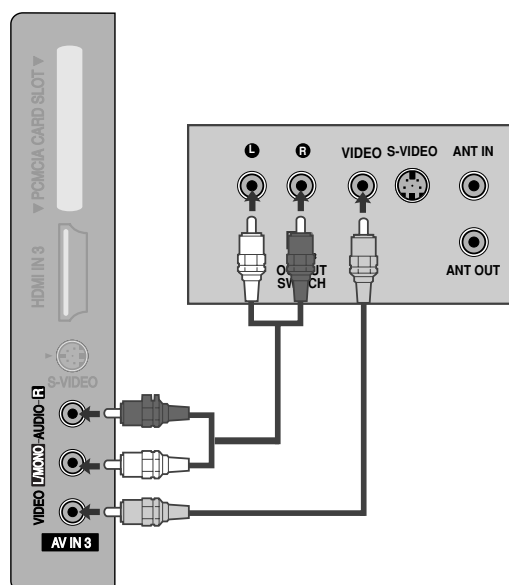 ▼ PCMCIA CARD SLOT ▼
HDMI IN 3
S-VIDEO
VIDEO L/MONO-AUDIO-R
AV IN 3
L R VIDEO S-VIDEO ANT IN
ANT OUT
SWITCH